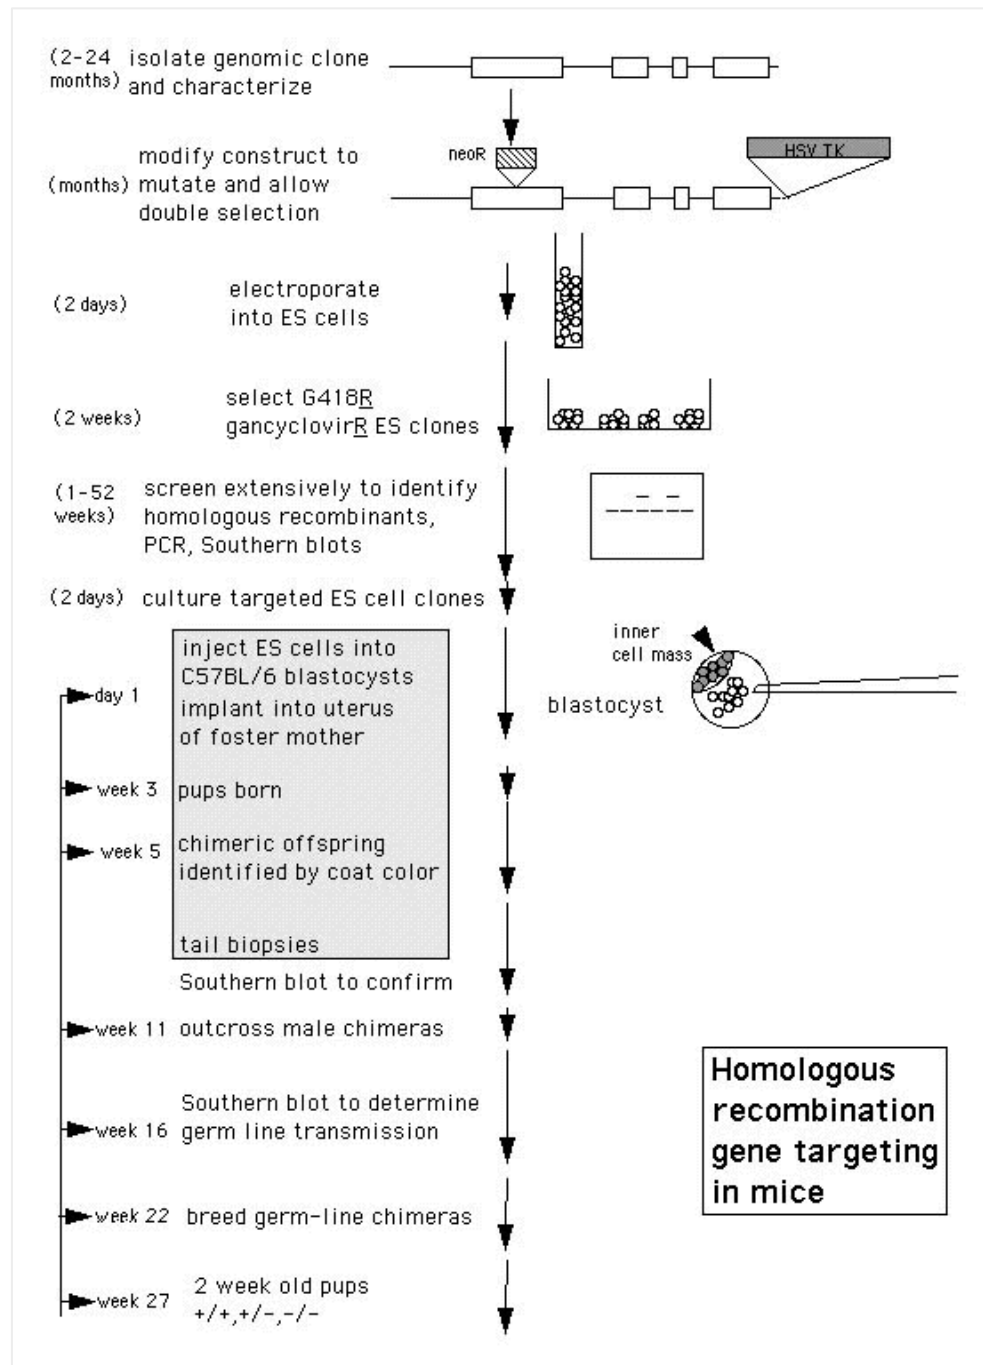 (2-24 isolate genomic clone
months) and characterize
modify construct to
(months) mutate and allow
double selection
neoR
HSV TK
(2 days) electroporate
into ES cells
(2 weeks) select G418R
gancyclovirR ES clones
(1-52 screen extensively to identify
weeks) homologous recombinants,
PCR, Southern blots
(2 days) culture targeted ES cell clones
inject ES cells into
C57BL/6 blastocysts
day 1 implant into uterus
of foster mother
inner
cell mass
blastocyst
week 3 pups born
week 5 chimeric offspring
identified by coat color
tail biopsies
Southern blot to confirm
week 11 outcross male chimeras
Southern blot to determine
week 16 germ line transmission
week 22 breed germ-line chimeras
week 27 2 week old pups
+/+,+/-,-/-
Homologous
recombination
gene targeting
in mice